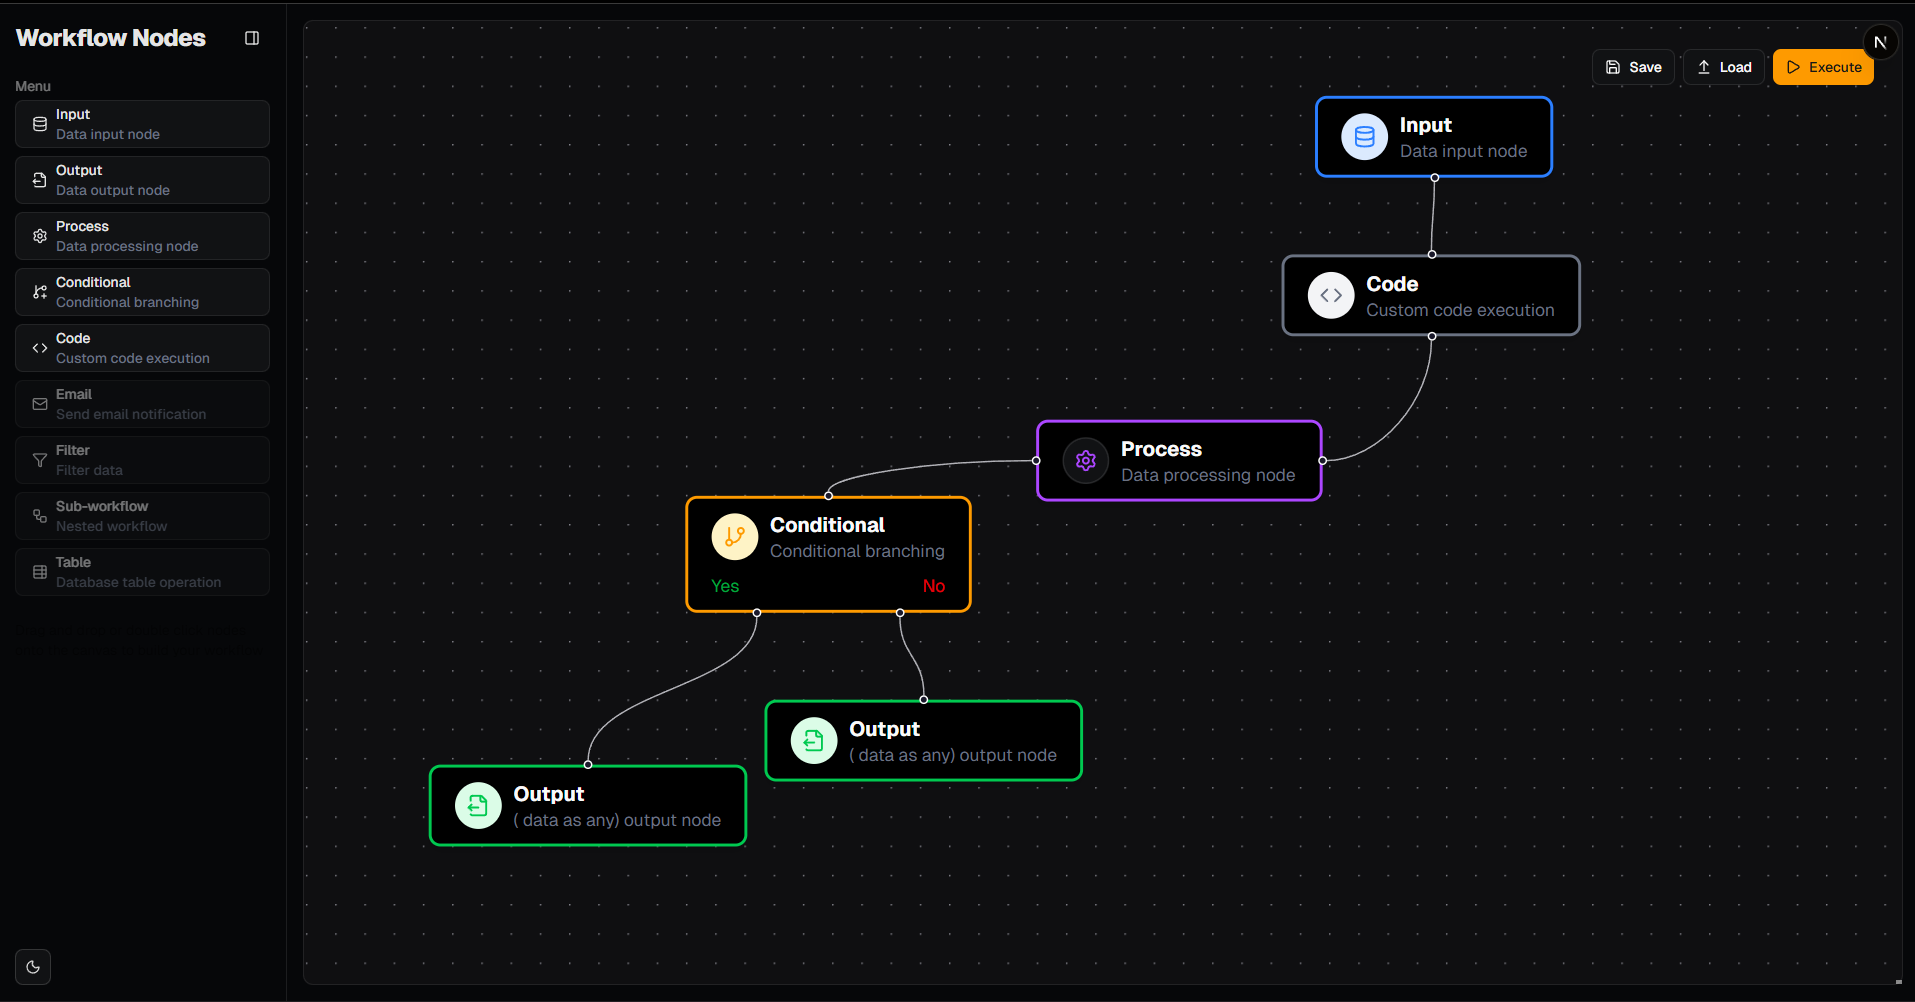 Workflow Nodes
Menu
Input
Data input node
Output
Data output node
Process
Data processing node
Conditional
Conditional branching
Code
Custom code execution
Email
Send email notification
Filter
Filter data
Sub-workflow
Nested workflow
Table
Database table operation
Save
Load
Execute
N
Input
Data input node
Code
Custom code execution
Process
Data processing node
Conditional
Conditional branching
Yes
No
Output
( data as any) output node
Output
( data as any) output node